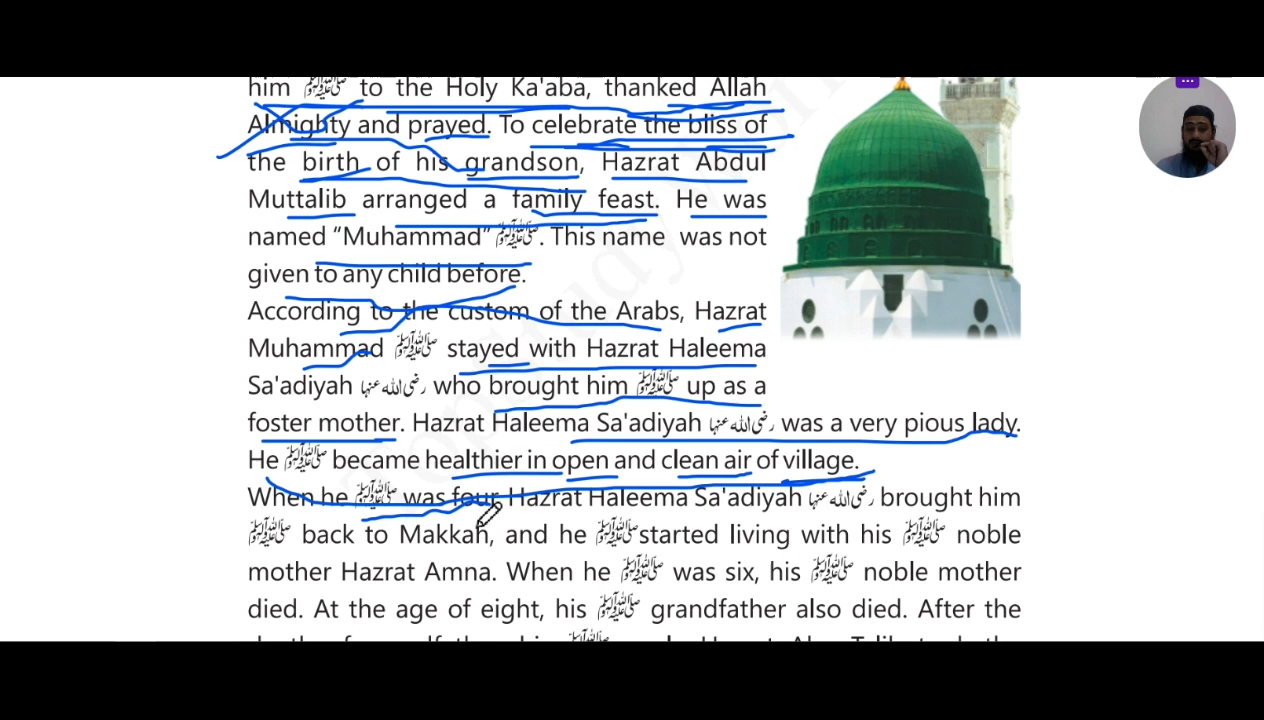 him ﷺ to the Holy Ka'aba, thanked Allah
Almighty and prayed. To celebrate the bliss of
the birth of his grandson, Hazrat Abdul
Muttalib arranged a family feast. He was
named “Muhammad” ﷺ. This name was not
given to any child before.
According to the custom of the Arabs, Hazrat
Muhammad ﷺ stayed with Hazrat Haleema
Sa'adiyah رضی اللہ عنہا who brought him ﷺ up as a
foster mother. Hazrat Haleema Sa'adiyah رضی اللہ عنہا was a very pious lady.
He ﷺ became healthier in open and clean air of village.
When he ﷺ was four, Hazrat Haleema Sa'adiyah رضی اللہ عنہا brought him
ﷺ back to Makkah, and he ﷺ started living with his ﷺ noble
mother Hazrat Amna. When he ﷺ was six, his ﷺ noble mother
died. At the age of eight, his ﷺ grandfather also died. After the